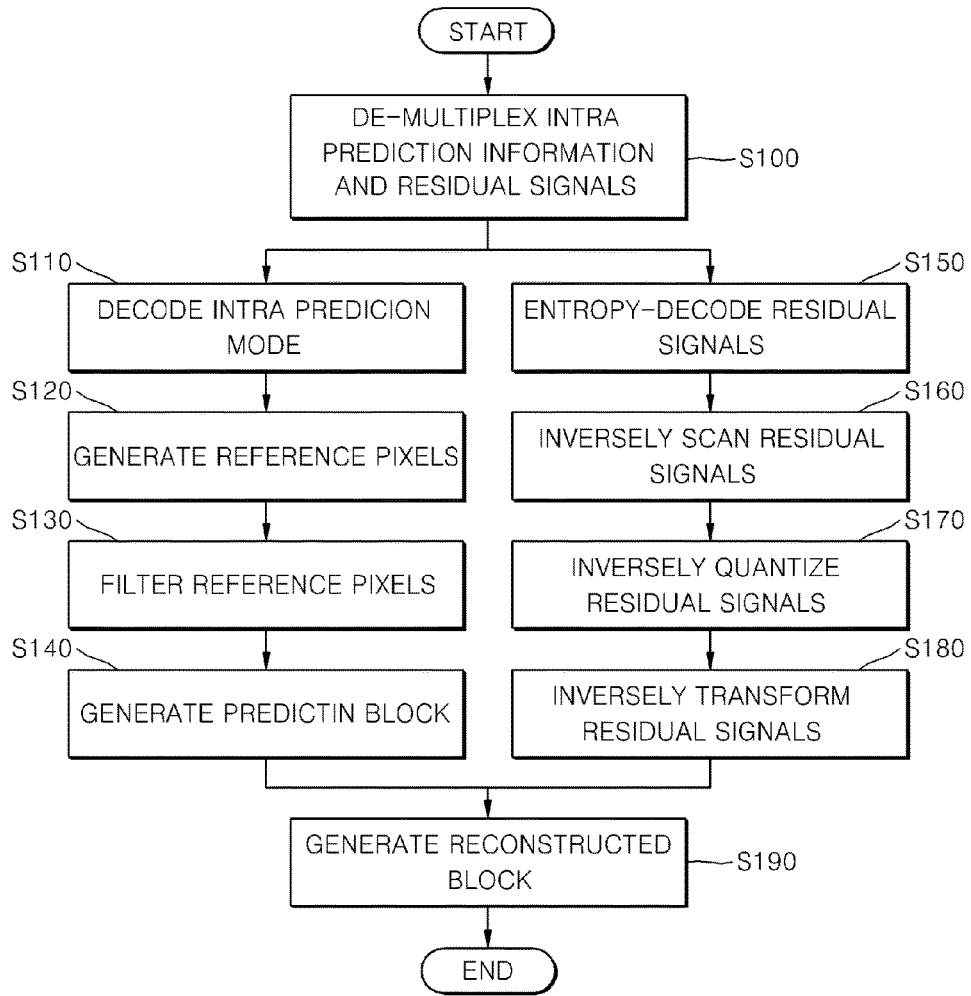 START
DE-MULTIPLEX INTRA
PREDICTION INFORMATION
AND RESIDUAL SIGNALS
S100
S110
DECODE INTRA PREDICION
MODE
S120
GENERATE REFERENCE PIXELS
S130
FILTER REFERENCE PIXELS
S140
GENERATE PREDICTIN BLOCK
S150
ENTROPY-DECODE RESIDUAL
SIGNALS
S160
INVERSELY SCAN RESIDUAL
SIGNALS
S170
INVERSELY QUANTIZE
RESIDUAL SIGNALS
S180
INVERSELY TRANSFORM
RESIDUAL SIGNALS
GENERATE RECONSTRUCTED
BLOCK
S190
END